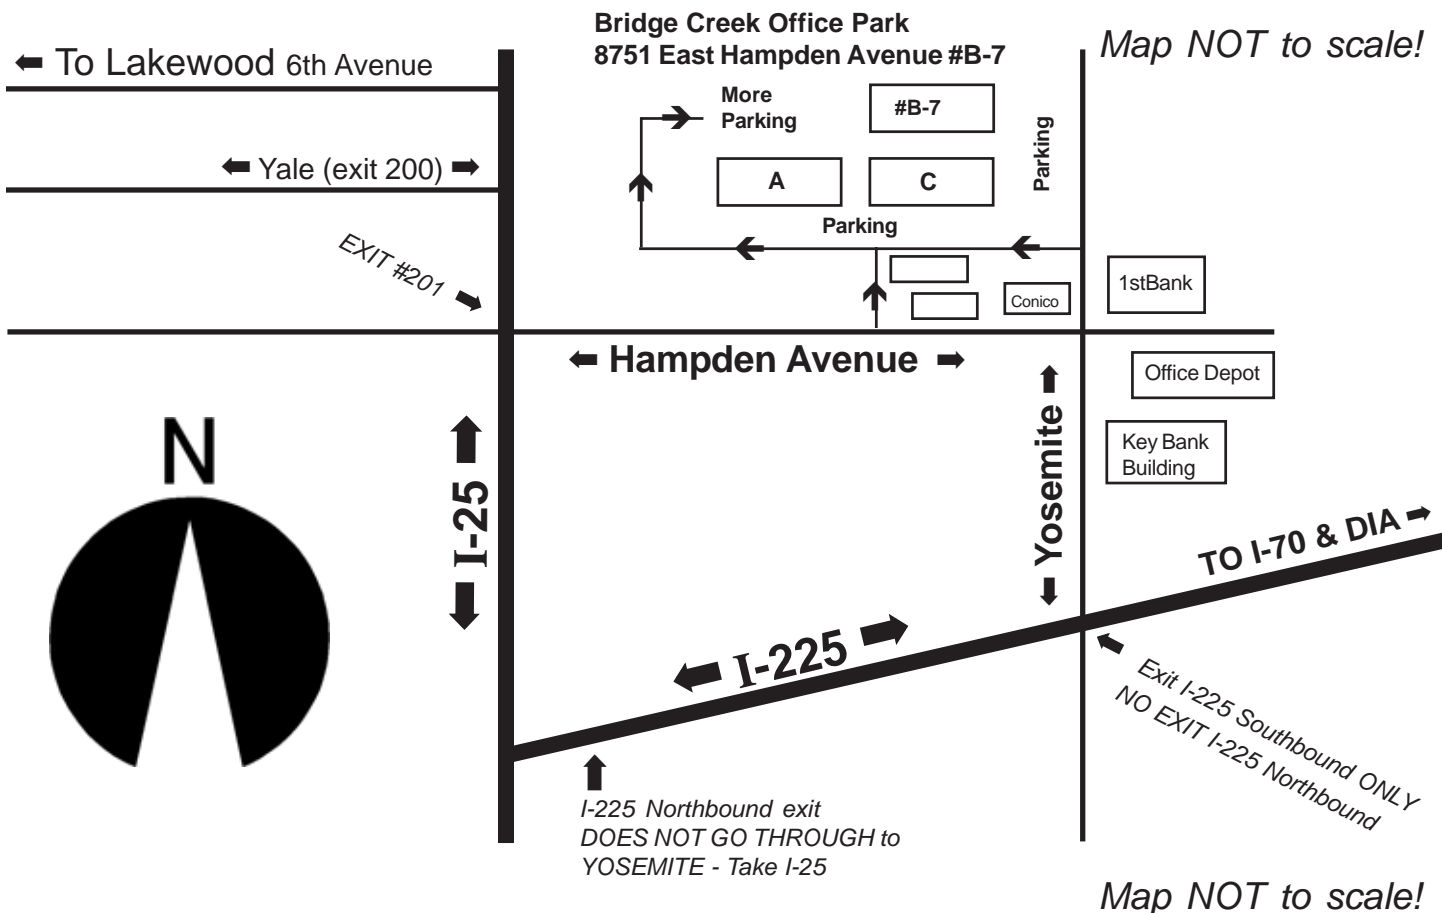 Bridge Creek Office Park
8751 East Hampden Avenue #B-7
Map NOT to scale!
To Lakewood 6th Avenue
More
Parking
#B-7
Parking
Yale (exit 200)
A
C
Parking
EXIT #201
1stBank
Conico
Hampden Avenue
Office Depot
Key Bank
Building
N
I-25
Yosemite
TO I-70 & DIA
I-225
Exit I-225 Southbound ONLY
NO EXIT I-225 Northbound
I-225 Northbound exit
DOES NOT GO THROUGH to
YOSEMITE - Take I-25
Map NOT to scale!